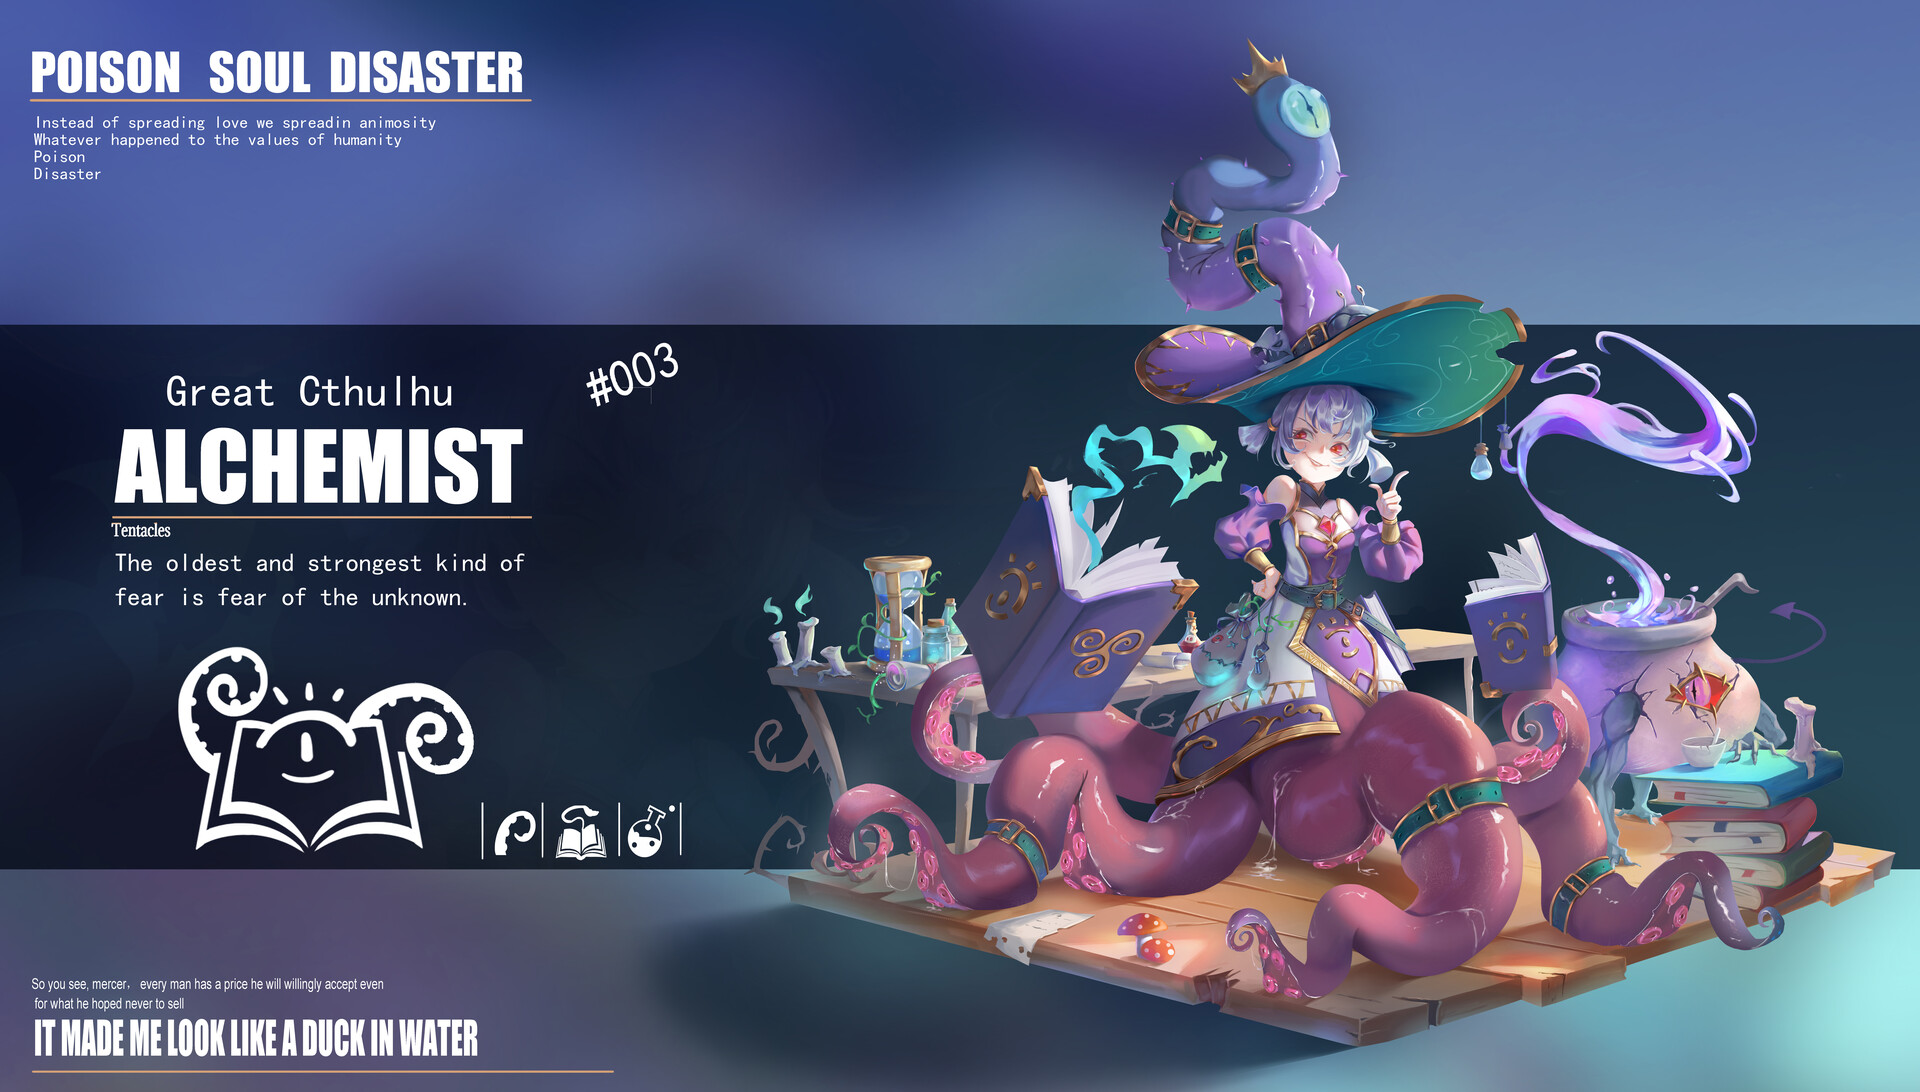 POISON SOUL DISASTER
Instead of spreading love we spreadin animosity
Whatever happened to the values of humanity
Poison
Disaster
Great Cthulhu
#003
ALCHEMIST
Tentacles
The oldest and strongest kind of
fear is fear of the unknown.
So you see, mercer， every man has a price he will willingly accept even
for what he hoped never to sell
IT MADE ME LOOK LIKE A DUCK IN WATER